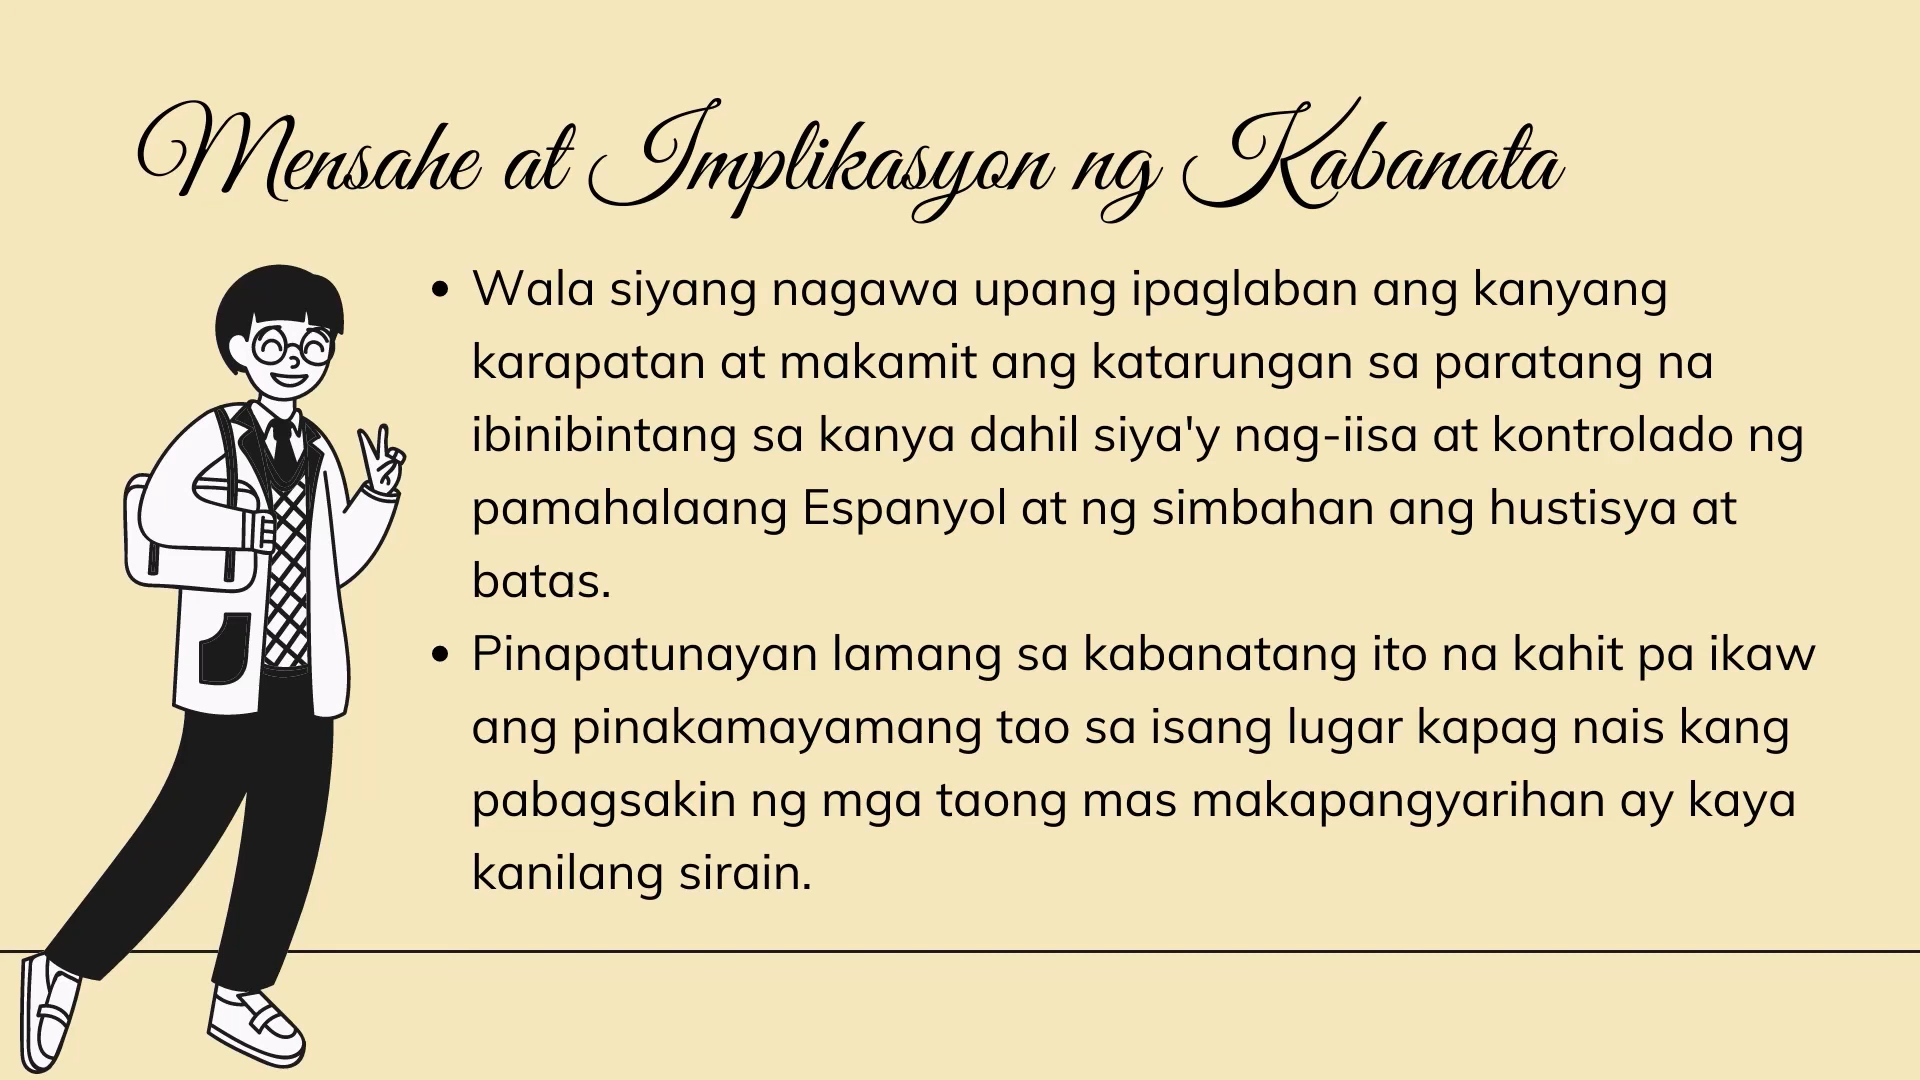 Mensahe at Implikasyon ng Kabanata
• Wala siyang nagawa upang ipaglaban ang kanyang
karapatan at makamit ang katarungan sa paratang na
ibinibintang sa kanya dahil siya'y nag-iisa at kontrolado ng
pamahalaang Espanyol at ng simbahan ang hustisya at
batas.
• Pinapatunayan lamang sa kabanatang ito na kahit pa ikaw
ang pinakamayamang tao sa isang lugar kapag nais kang
pabagsakin ng mga taong mas makapangyarihan ay kaya
kanilang sirain.